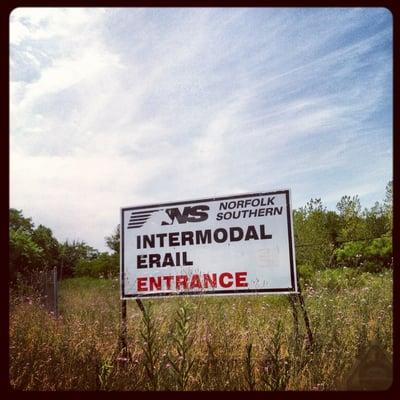 NS NORFOLK
SOUTHERN
INTERMODAL
ERAIL
ENTRANCE